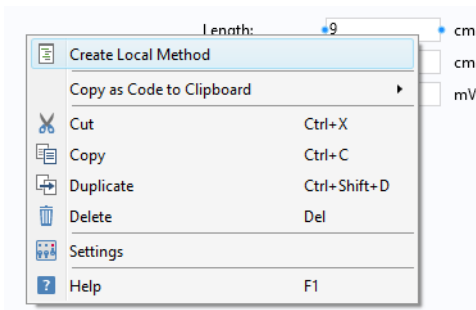 Length: 9 cm
Create Local Method
cm
Copy as Code to Clipboard
mV
Cut Ctrl+X
Copy Ctrl+C
Duplicate Ctrl+Shift+D
Delete Del
Settings
? Help F1